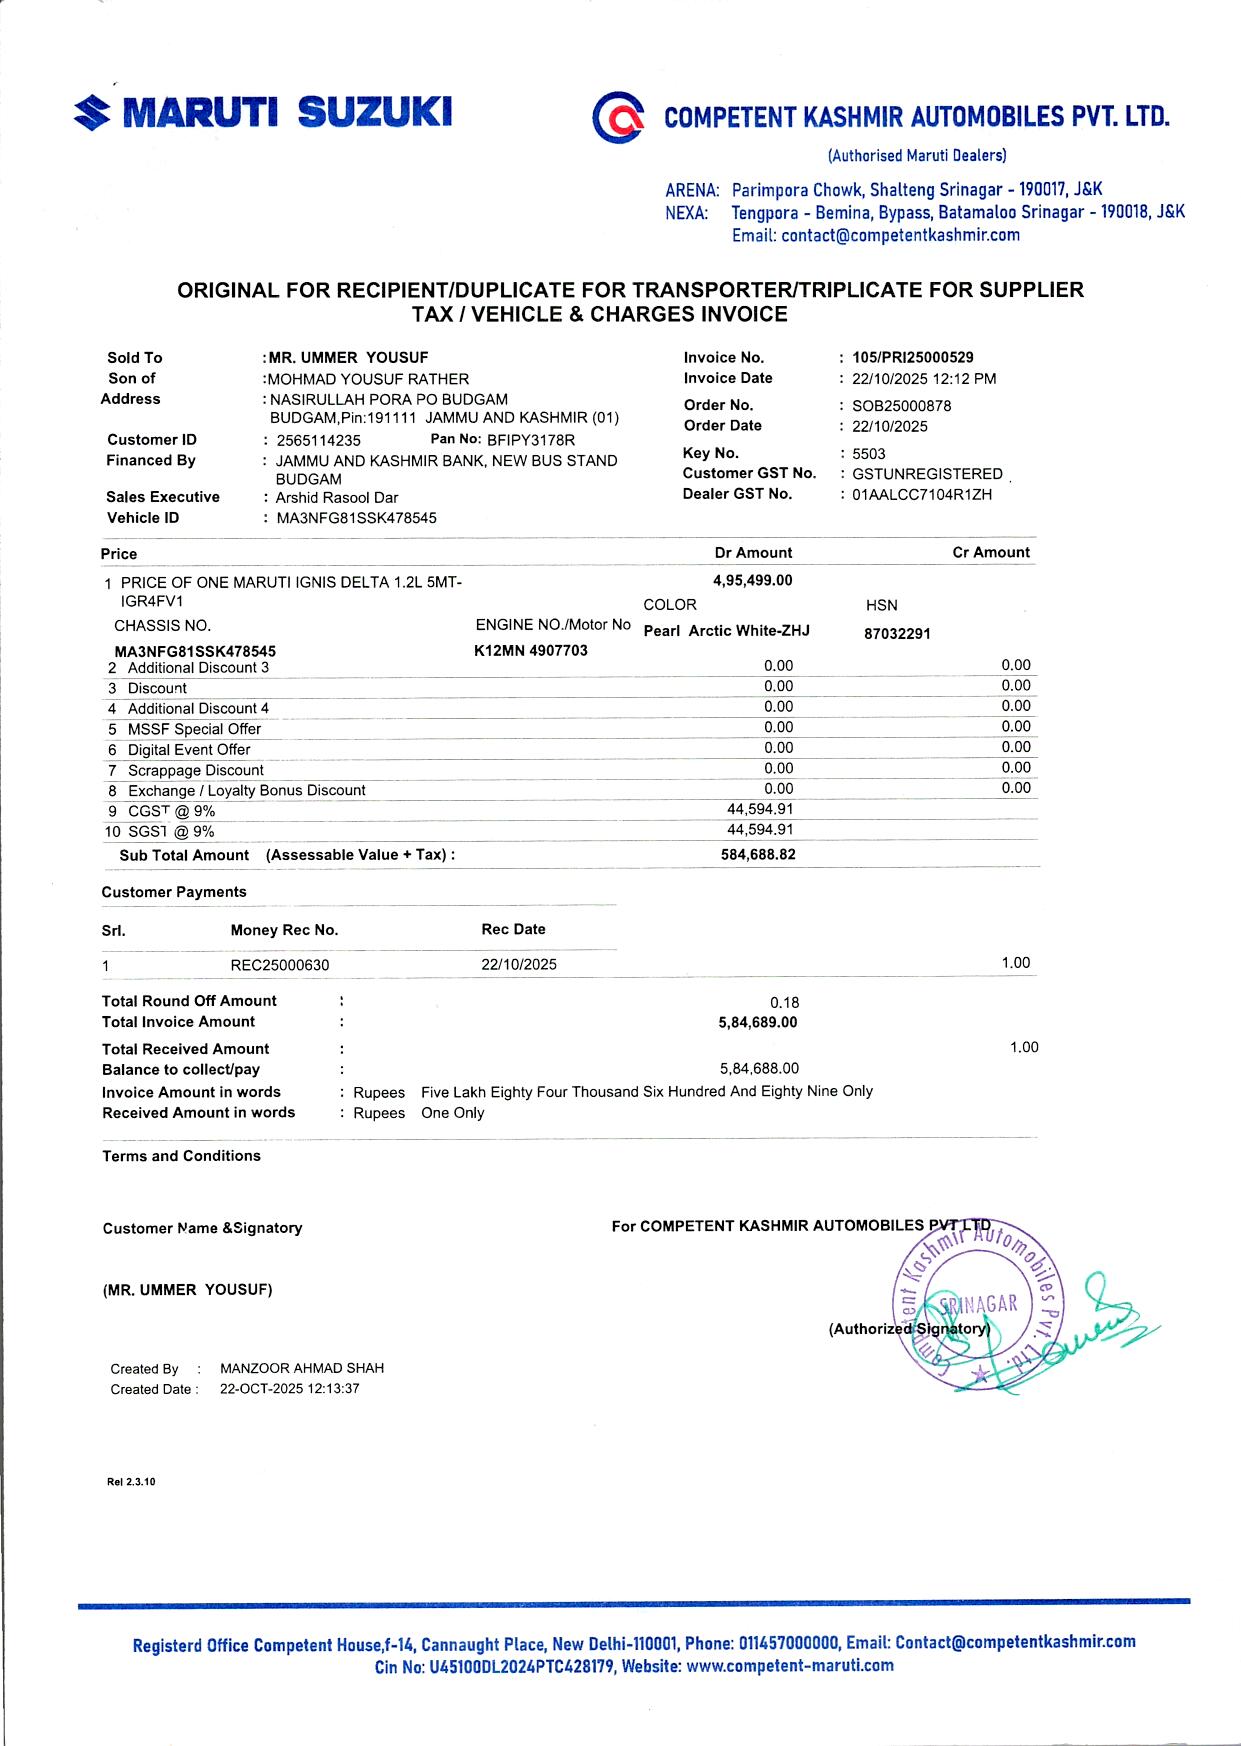 MARUTI SUZUKI
COMPETENT KASHMIR AUTOMOBILES PVT. LTD.
(Authorised Maruti Dealers)
ARENA: Parimpora Chowk, Shalteng Srinagar - 190017, J&K
NEXA: Tengpora - Bemina, Bypass, Batamaloo Srinagar - 190018, J&K
Email: contact@competentkashmir.com
ORIGINAL FOR RECIPIENT/DUPLICATE FOR TRANSPORTER/TRIPLICATE FOR SUPPLIER
TAX / VEHICLE & CHARGES INVOICE
Sold To :MR. UMMER YOUSUF Invoice No. : 105/PRI25000529
Son of :MOHMAD YOUSUF RATHER Invoice Date : 22/10/2025 12:12 PM
Address : NASIRULLAH PORA PO BUDGAM Order No. : SOB25000878
BUDGAM,Pin:191111 JAMMU AND KASHMIR (01) Order Date : 22/10/2025
Customer ID : 2565114235 Pan No: BFIPY3178R Key No. : 5503
Financed By : JAMMU AND KASHMIR BANK, NEW BUS STAND Customer GST No. : GSTUNREGISTERED
BUDGAM
Sales Executive : Arshid Rasool Dar Dealer GST No. : 01AALCC7104R1ZH
Vehicle ID : MA3NFG81SSK478545
Price Dr Amount Cr Amount
1 PRICE OF ONE MARUTI IGNIS DELTA 1.2L 5MT- 4,95,499.00
IGR4FV1 COLOR HSN
CHASSIS NO. ENGINE NO./Motor No Pearl Arctic White-ZHJ 87032291
MA3NFG81SSK478545 K12MN 4907703
2 Additional Discount 3 0.00 0.00
3 Discount 0.00 0.00
4 Additional Discount 4 0.00 0.00
5 MSSF Special Offer 0.00 0.00
6 Digital Event Offer 0.00 0.00
7 Scrappage Discount 0.00 0.00
8 Exchange / Loyalty Bonus Discount 0.00 0.00
9 CGST @ 9% 44,594.91
10 SGST @ 9% 44,594.91
Sub Total Amount (Assessable Value + Tax) : 584,688.82
Customer Payments
Srl. Money Rec No. Rec Date
1 REC25000630 22/10/2025 1.00
Total Round Off Amount : 0.18
Total Invoice Amount : 5,84,689.00
Total Received Amount : 1.00
Balance to collect/pay : 5,84,688.00
Invoice Amount in words : Rupees Five Lakh Eighty Four Thousand Six Hundred And Eighty Nine Only
Received Amount in words : Rupees One Only
Terms and Conditions
Customer Name &Signatory For COMPETENT KASHMIR AUTOMOBILES PVT.LTD
Competent Kashmir Automobiles Pvt. Ltd.
SRINAGAR
(MR. UMMER YOUSUF)
(Authorized Signatory)
Created By : MANZOOR AHMAD SHAH
Created Date : 22-OCT-2025 12:13:37
Rel 2.3.10
Registerd Office Competent House,f-14, Cannaught Place, New Delhi-110001, Phone: 011457000000, Email: Contact@competentkashmir.com
Cin No: U45100DL2024PTC428179, Website: www.competent-maruti.com